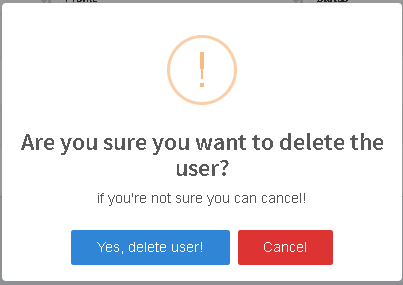 !
Are you sure you want to delete the
user?
if you're not sure you can cancel!
Yes, delete user!
Cancel